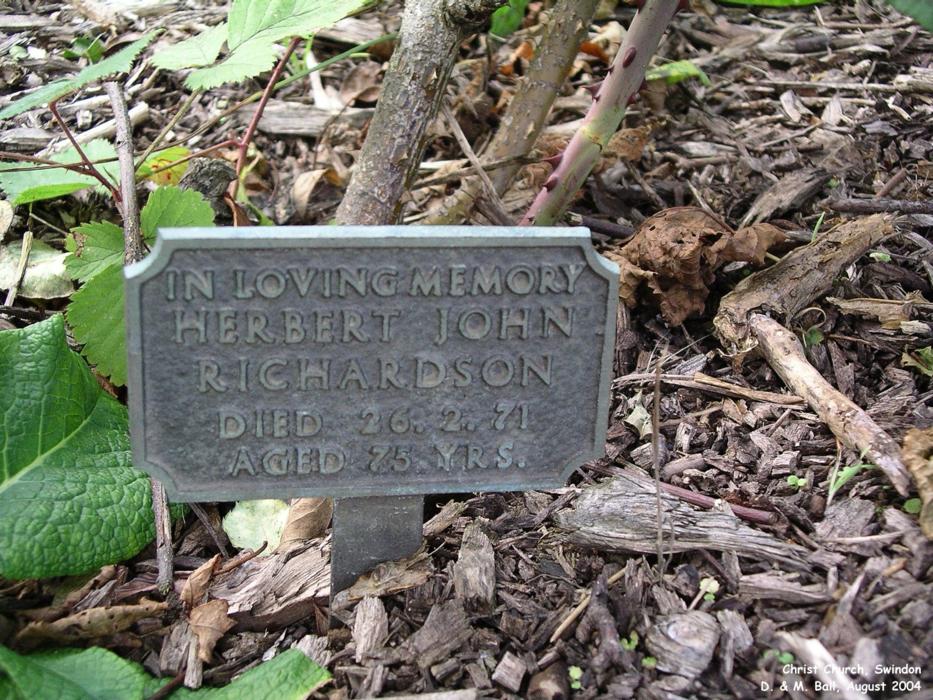 IN LOVING MEMORY
HERBERT JOHN
RICHARDSON
DIED 26. 2. 71
AGED 75 YRS.
Christ Church, Swindon
D. & M. Ball, August 2004